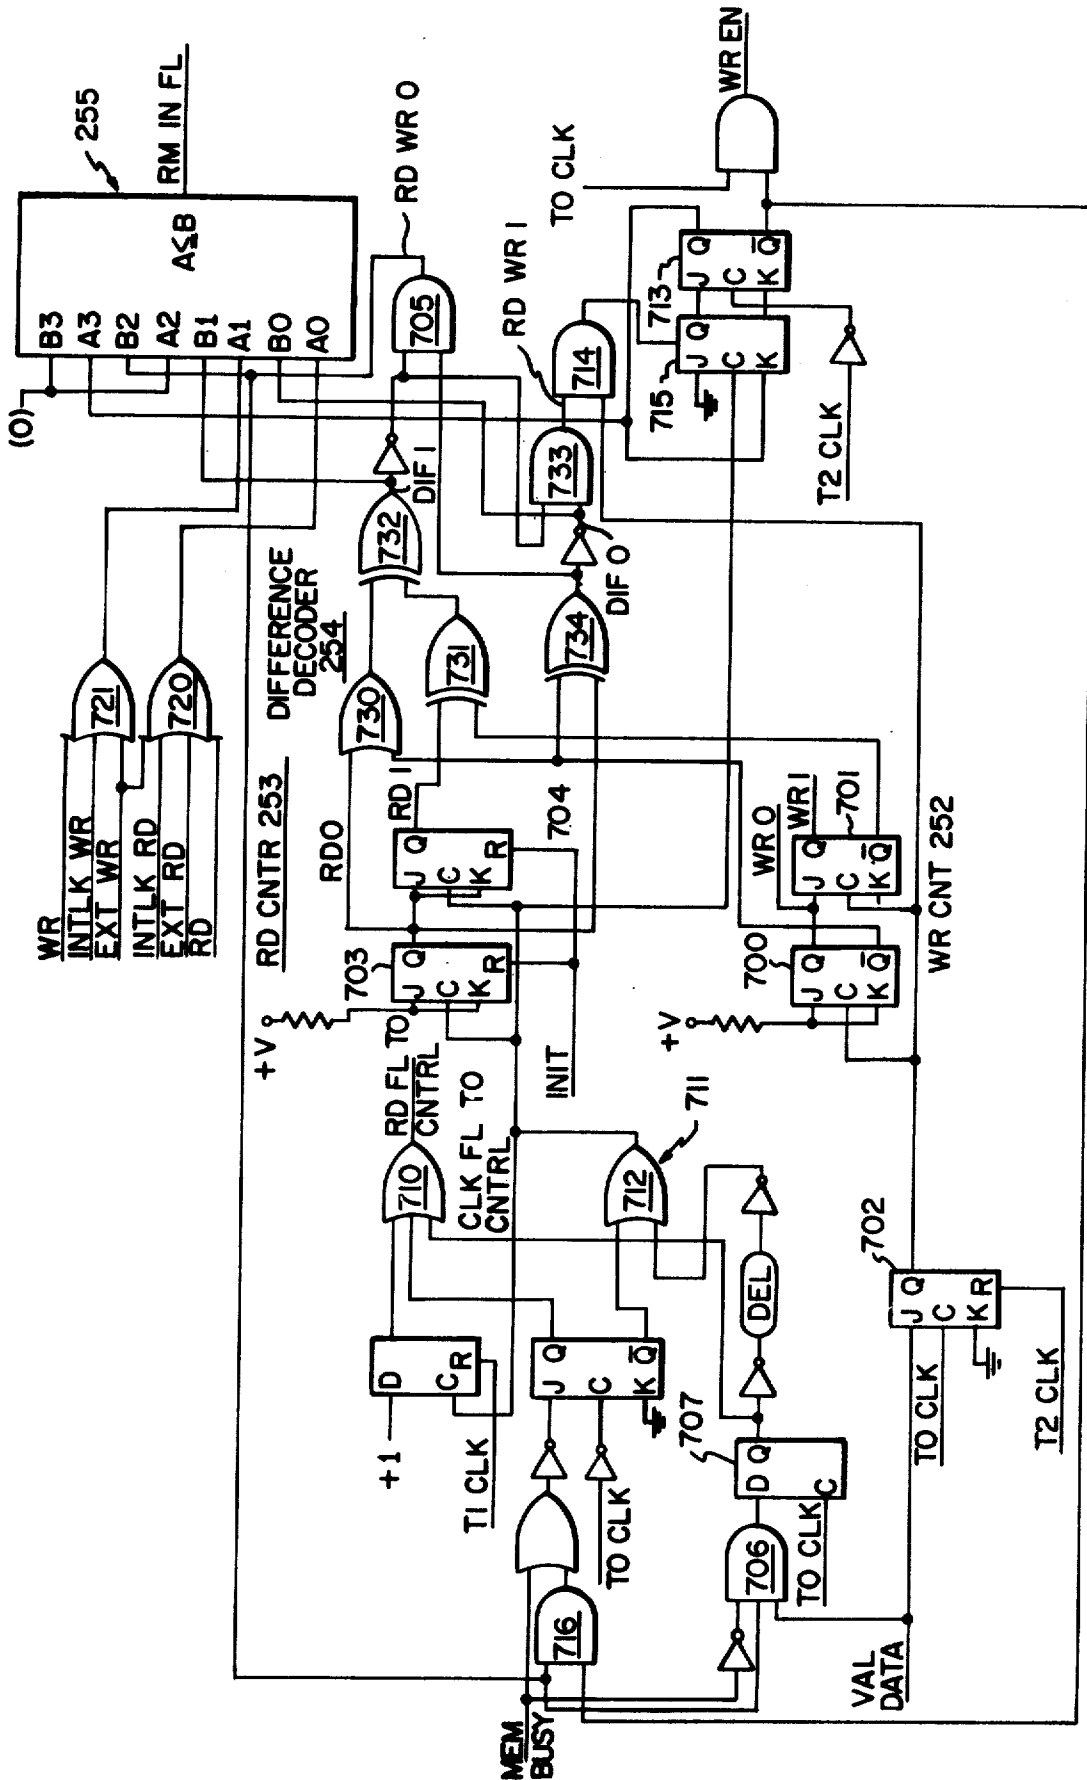 255
RM IN FL
A≤B
B3
A3
B2
A2
B1
A1
B0
A0
(0)
WR
INTLK WR
EXT WR
INTLK RD
EXT RD
RD
721
720
RD CNTR 253
DIFFERENCE
DECODER
254
RD WR 0
705
DIF 1
732
730
731
734
DIF 0
733
RD WR 1
714
TO CLK
WR EN
713
J Q
C
K Q̅
715
J Q
C
K
T2 CLK
+V
703
J Q
C
K
R
RD0
RD 1
J Q
C
K
R
704
INIT
RD FL TO
CNTRL
710
CLK FL TO
CNTRL
712
711
+V
700
J Q
C
K Q̅
WR 0
WR 1
701
J Q
C
K Q̅
WR CNT 252
+1
D
C
R
T1 CLK
J Q
C
K Q̅
TO CLK
716
MEM
BUSY
706
707
D Q
C
TO CLK
DEL
VAL
DATA
702
J Q
C
K R
TO CLK
T2 CLK